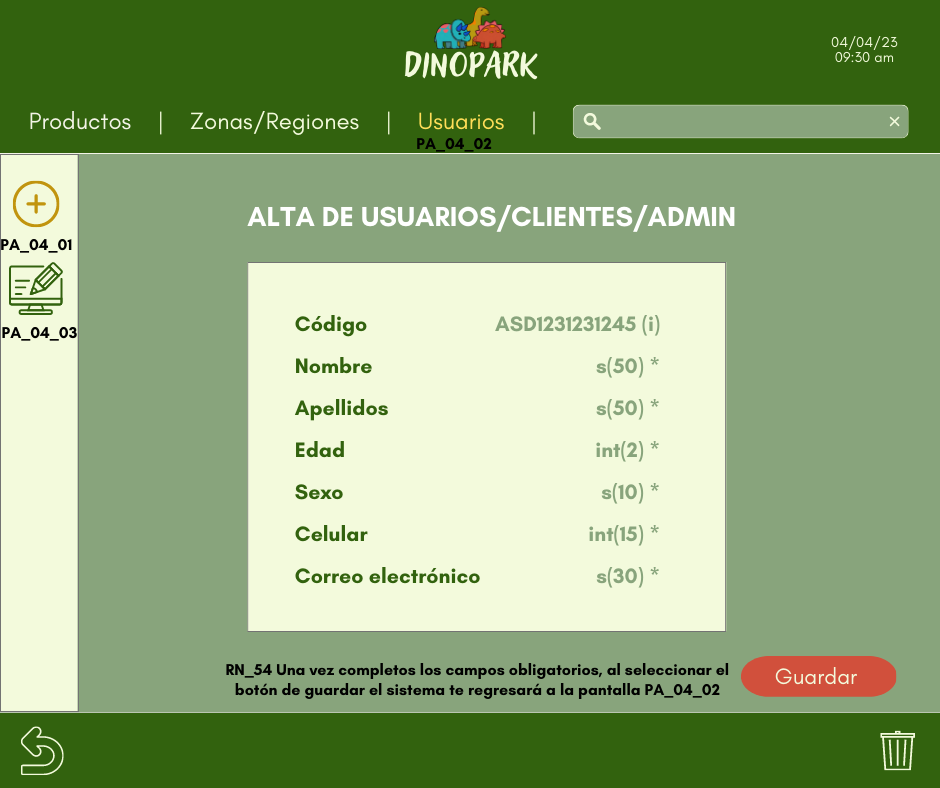 DINOPARK
04/04/23
09:30 am
Productos | Zonas/Regiones | Usuarios |
PA_04_02
PA_04_01
PA_04_03
ALTA DE USUARIOS/CLIENTES/ADMIN
Código ASD1231231245 (i)
Nombre s(50) *
Apellidos s(50) *
Edad int(2) *
Sexo s(10) *
Celular int(15) *
Correo electrónico s(30) *
RN_54 Una vez completos los campos obligatorios, al seleccionar el
botón de guardar el sistema te regresará a la pantalla PA_04_02
Guardar